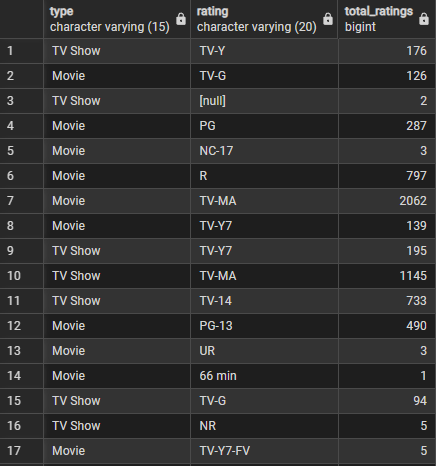 type rating total_ratings
character varying (15) character varying (20) bigint
1 TV Show TV-Y 176
2 Movie TV-G 126
3 TV Show [null] 2
4 Movie PG 287
5 Movie NC-17 3
6 Movie R 797
7 Movie TV-MA 2062
8 Movie TV-Y7 139
9 TV Show TV-Y7 195
10 TV Show TV-MA 1145
11 TV Show TV-14 733
12 Movie PG-13 490
13 Movie UR 3
14 Movie 66 min 1
15 TV Show TV-G 94
16 TV Show NR 5
17 Movie TV-Y7-FV 5